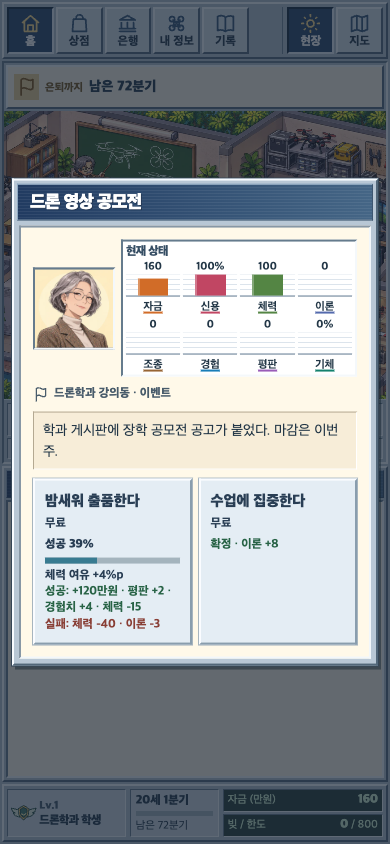 홈
상점
은행
내 정보
기록
현장
지도
은퇴까지 남은 72분기
드론 영상 공모전
현재 상태
160 100% 100 0
자금 신용 체력 이론
0 0 0 0%
조종 경험 평판 기체
드론학과 강의동 · 이벤트
학과 게시판에 장학 공모전 공고가 붙었다. 마감은 이번
주.
밤새워 출품한다
무료
성공 39%
체력 여유 +4%p
성공: +120만원 · 평판 +2 ·
경험치 +4 · 체력 -15
실패: 체력 -40 · 이론 -3
수업에 집중한다
무료
확정 · 이론 +8
Lv.1
드론학과 학생
20세 1분기
남은 72분기
자금 (만원) 160
빚 / 한도 0 / 800